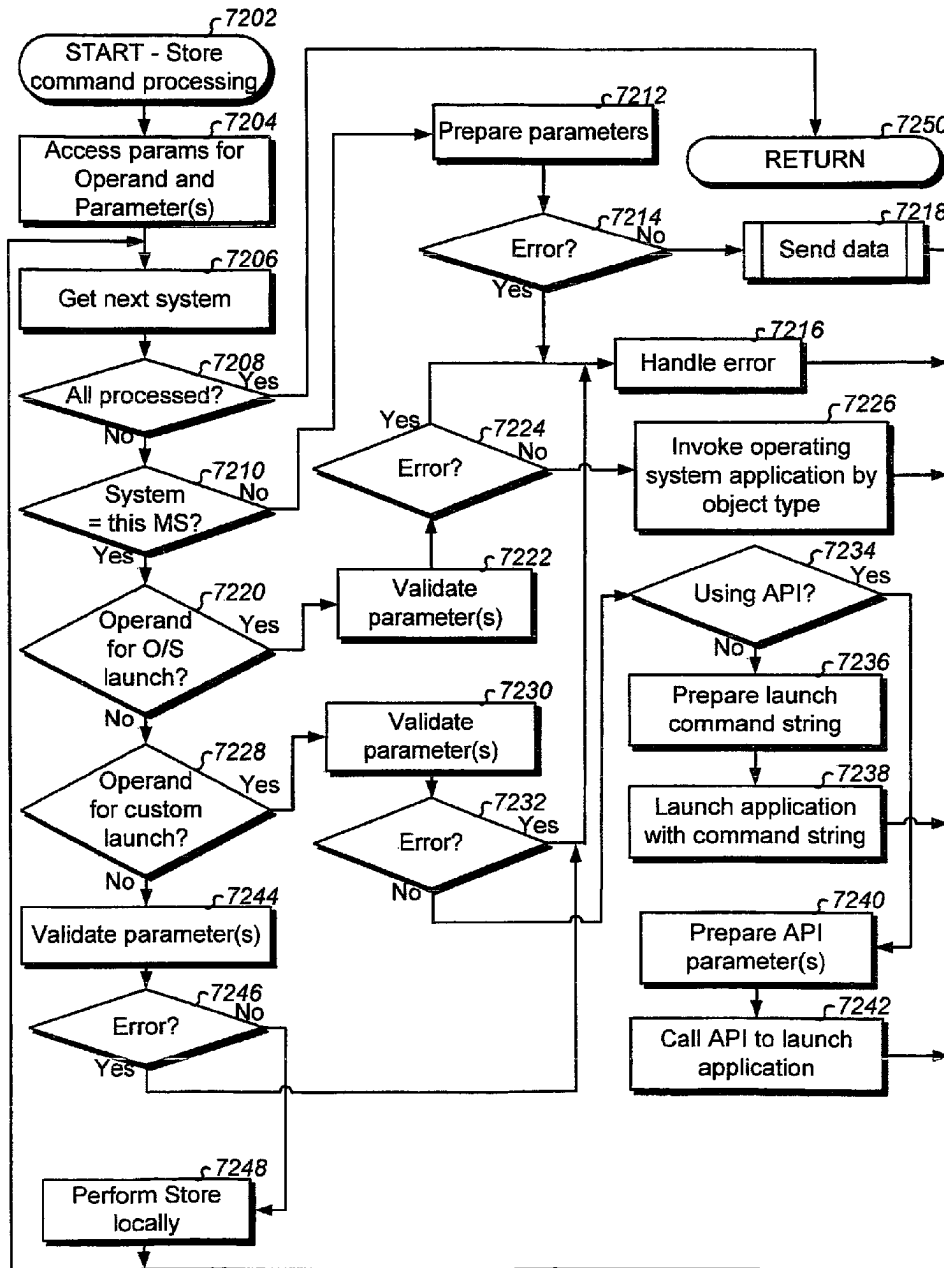 7202
START - Store
command processing
7204
Access params for
Operand and
Parameter(s)
7206
Get next system
7208
All processed?
Yes
No
7210
System
= this MS?
No
Yes
7220
Operand
for O/S
launch?
Yes
No
7228
Operand
for custom
launch?
Yes
No
7244
Validate parameter(s)
7246
Error?
No
Yes
7248
Perform Store
locally
7212
Prepare parameters
7214
Error?
No
Yes
7250
RETURN
7218
Send data
7216
Handle error
7224
Error?
Yes
No
7222
Validate
parameter(s)
7226
Invoke operating
system application by
object type
7230
Validate
parameter(s)
7232
Error?
Yes
No
7234
Using API?
Yes
No
7236
Prepare launch
command string
7238
Launch application
with command string
7240
Prepare API
parameter(s)
7242
Call API to launch
application